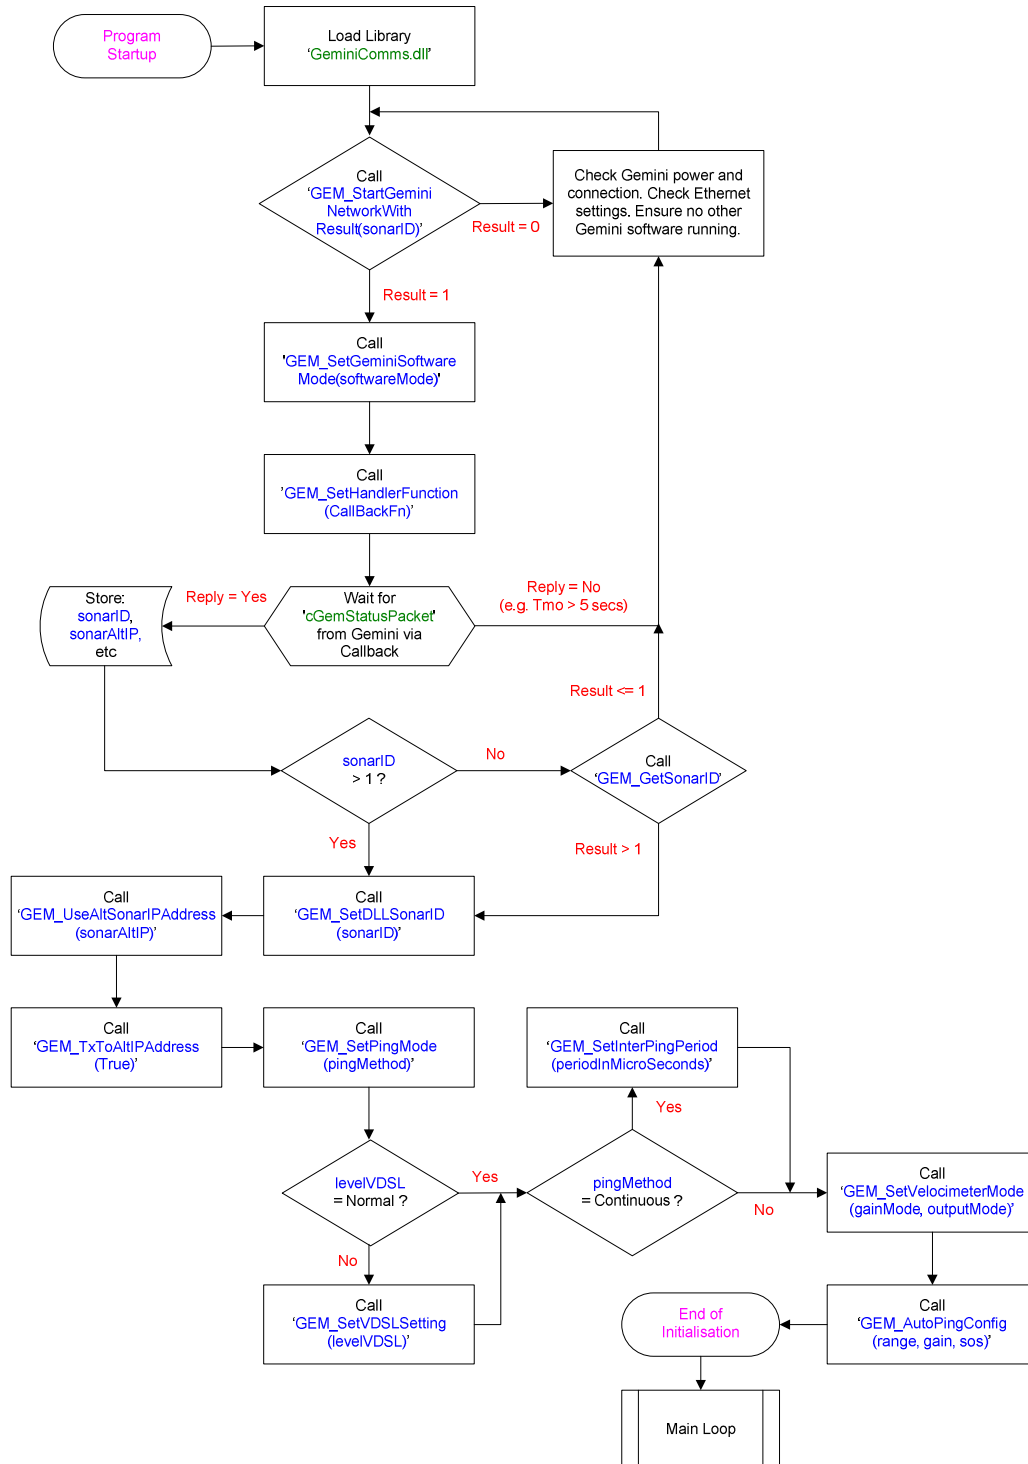 Program
Startup
Load Library
‘GeminiComms.dll’
Call
‘GEM_StartGemini
NetworkWith
Result(sonarID)’
Result = 0
Check Gemini power and
connection. Check Ethernet
settings. Ensure no other
Gemini software running.
Result = 1
Call
'GEM_SetGeminiSoftware
Mode(softwareMode)'
Call
’GEM_SetHandlerFunction
(CallBackFn)’
Store:
sonarID,
sonarAltIP,
etc
Reply = Yes
Wait for
'cGemStatusPacket'
from Gemini via
Callback
Reply = No
(e.g. Tmo > 5 secs)
Result <= 1
sonarID
> 1 ?
No
Call
‘GEM_GetSonarID’
Yes
Result > 1
Call
‘GEM_UseAltSonarIPAddress
(sonarAltIP)’
Call
‘GEM_SetDLLSonarID
(sonarID)’
Call
‘GEM_TxToAltIPAddress
(True)’
Call
‘GEM_SetPingMode
(pingMethod)’
Call
‘GEM_SetInterPingPeriod
(periodInMicroSeconds)’
Yes
levelVDSL
= Normal ?
Yes
pingMethod
= Continuous ?
No
Call
‘GEM_SetVelocimeterMode
(gainMode, outputMode)’
No
Call
‘GEM_SetVDSLSetting
(levelVDSL)’
End of
Initialisation
Call
‘GEM_AutoPingConfig
(range, gain, sos)’
Main Loop